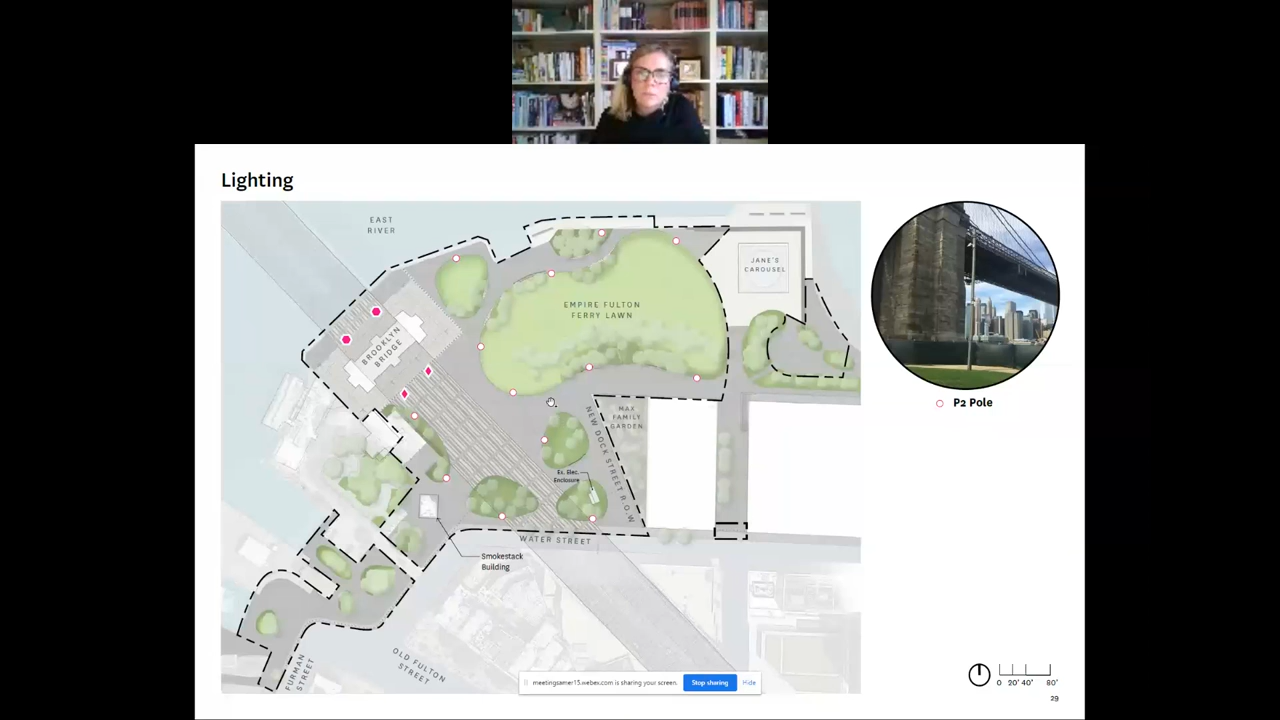 Lighting
EAST
RIVER
JANE'S
CAROUSEL
EMPIRE FULTON
FERRY LAWN
BROOKLYN
BRIDGE
P2 Pole
MAX
FAMILY
GARDEN
NEW DOCK STREET R.O.W
Ex. Elec.
Enclosure
WATER STREET
Smokestack
Building
OLD FULTON
STREET
FURMAN
STREET
meetingsamer15.webex.com is sharing your screen.
Stop sharing
Hide
0 20' 40' 80'
29